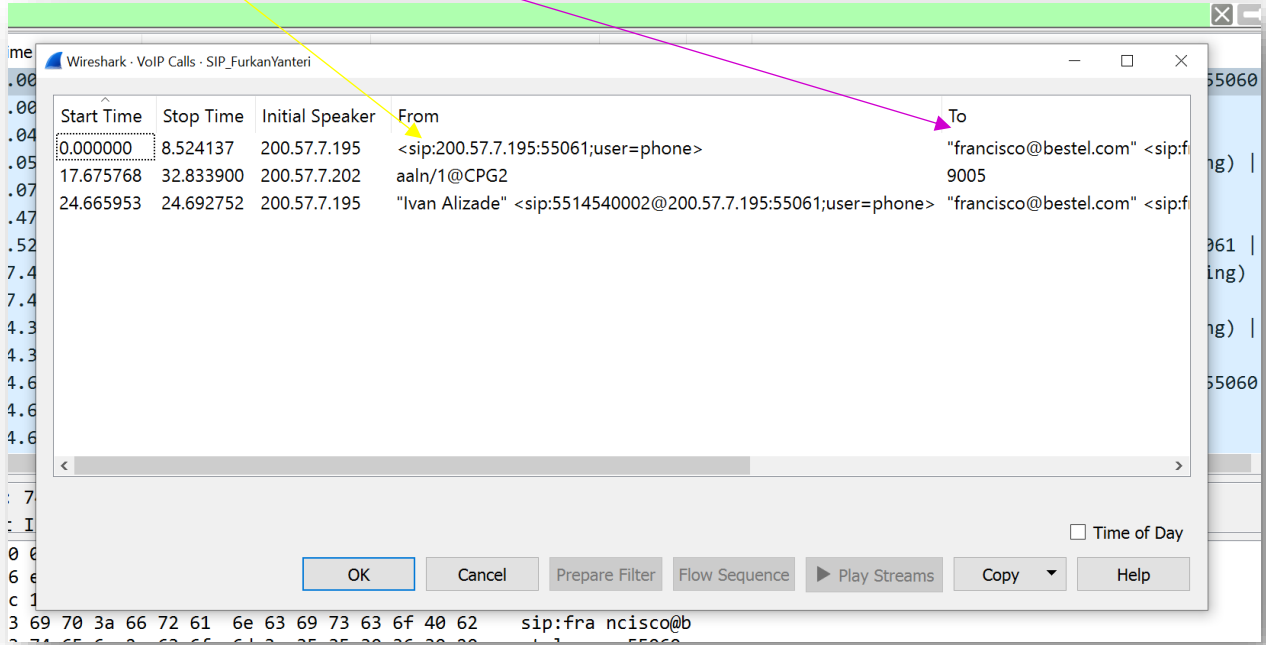 ime
Wireshark · VoIP Calls · SIP_FurkanYanteri
Start Time Stop Time Initial Speaker From To
0.000000 8.524137 200.57.7.195 <sip:200.57.7.195:55061;user=phone> "francisco@bestel.com" <sip:f
17.675768 32.833900 200.57.7.202 aaln/1@CPG2 9005
24.665953 24.692752 200.57.7.195 "Ivan Alizade" <sip:5514540002@200.57.7.195:55061;user=phone> "francisco@bestel.com" <sip:f
.00 55060
.00
.04
.05 ng) |
.07
.47
.52 061 |
7.4 ing)
7.4
4.3 ng) |
4.3
4.6 55060
4.6
4.6
: 7
t I
Time of Day
OK Cancel Prepare Filter Flow Sequence Play Streams Copy Help
0 0
6 e
c 1
3 69 70 3a 66 72 61 6e 63 69 73 63 6f 40 62 sip:fra ncisco@b